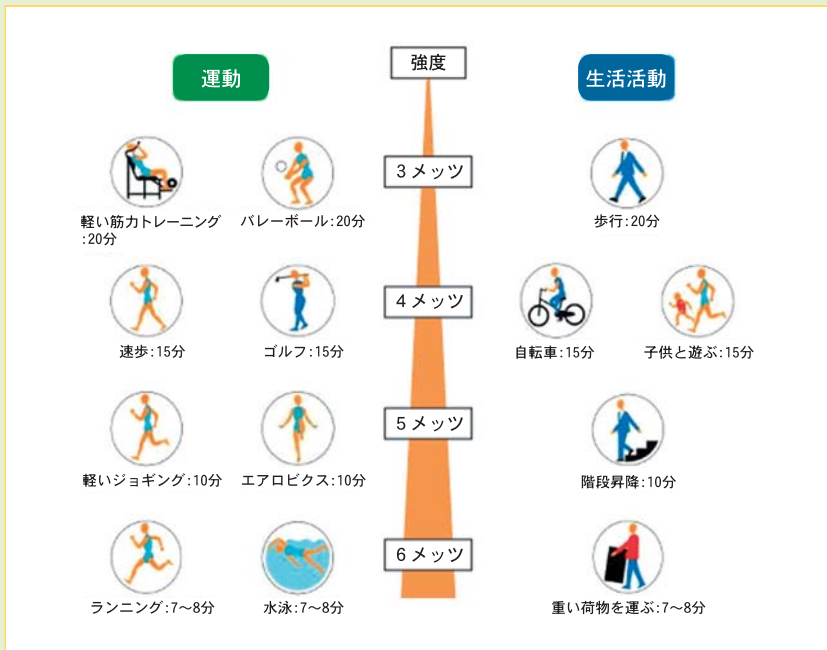 運動
強度
生活活動
3メッツ
軽い筋力トレーニング
:20分
バレーボール:20分
歩行:20分
4メッツ
速歩:15分
ゴルフ:15分
自転車:15分
子供と遊ぶ:15分
5メッツ
軽いジョギング:10分
エアロビクス:10分
階段昇降:10分
6メッツ
ランニング:7〜8分
水泳:7〜8分
重い荷物を運ぶ:7〜8分